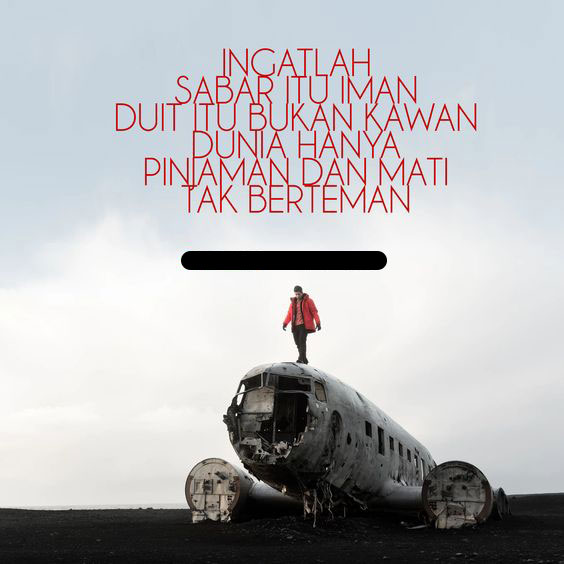 INGATLAH
SABAR ITU IMAN
DUIT ITU BUKAN KAWAN
DUNIA HANYA
PINJAMAN DAN MATI
TAK BERTEMAN